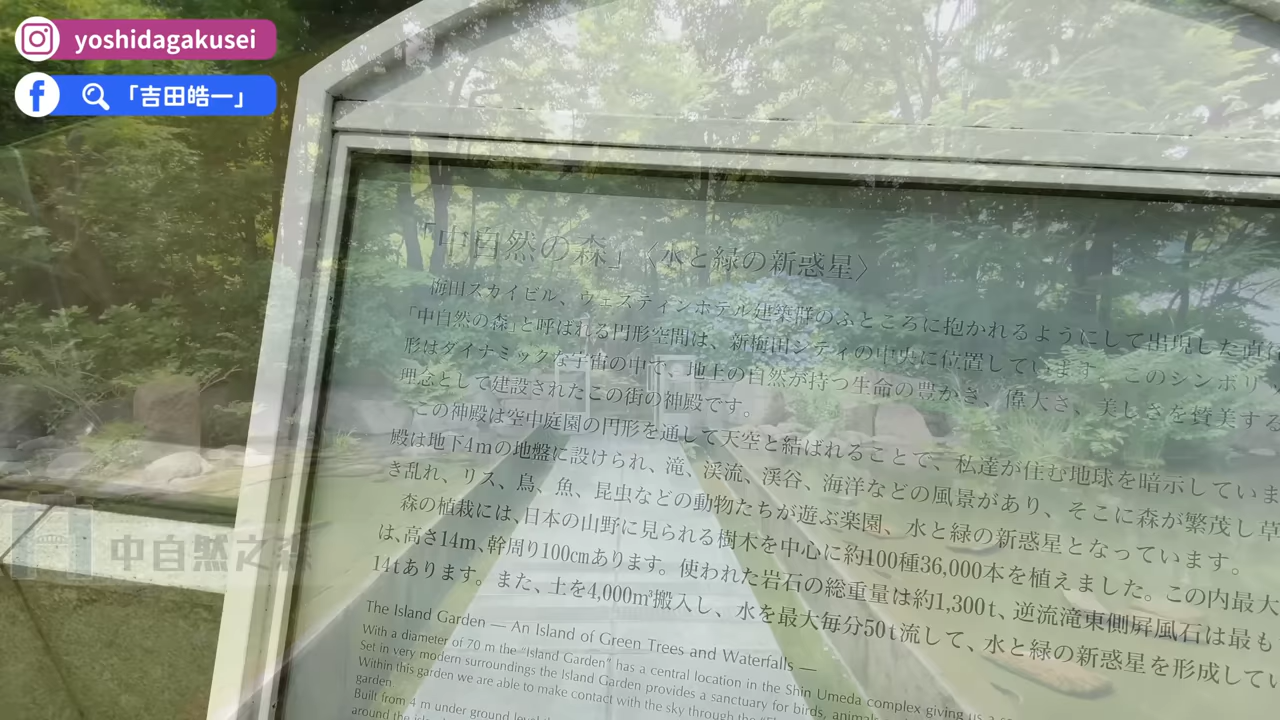 yoshidagakusei
「吉田皓一」
「中自然の森」〈水と緑の新惑星〉
梅田スカイビル、ウェスティンホテル建築群のふところに抱かれるようにして出現した直
「中自然の森」と呼ばれる円形空間は、新梅田シティの中央に位置しています。このシンボリッ
形はダイナミックな宇宙の中で、地上の自然が持つ生命の豊かさ、偉大さ、美しさを賛美する
理念として建設されたこの街の神殿です。
この神殿は空中庭園の円形を通して天空と結ばれることで、私達が住む地球を暗示していま
殿は地下4mの地盤に設けられ、滝、渓流、渓谷、海洋などの風景があり、そこに森が繁茂し草
き乱れ、リス、鳥、魚、昆虫などの動物たちが遊ぶ楽園、水と緑の新惑星となっています。
森の植栽には、日本の山野に見られる樹木を中心に約100種36,000本を植えました。この内最大
は、高さ14m、幹周り100㎝あります。使われた岩石の総重量は約1,300t、逆流滝東側屏風石は最も
14tあります。また、土を4,000㎥搬入し、水を最大毎分50t流して、水と緑の新惑星を形成してい
The Island Garden — An Island of Green Trees and Waterfalls —
With a diameter of 70 m the "Island Garden" has a central location in the Shin Umeda complex giving us a
Set in very modern surroundings the Island Garden provides a sanctuary for birds, animals
Within this garden we are able to make contact with the sky through the
garden
Built from 4 m under ground level
around the
中自然之森